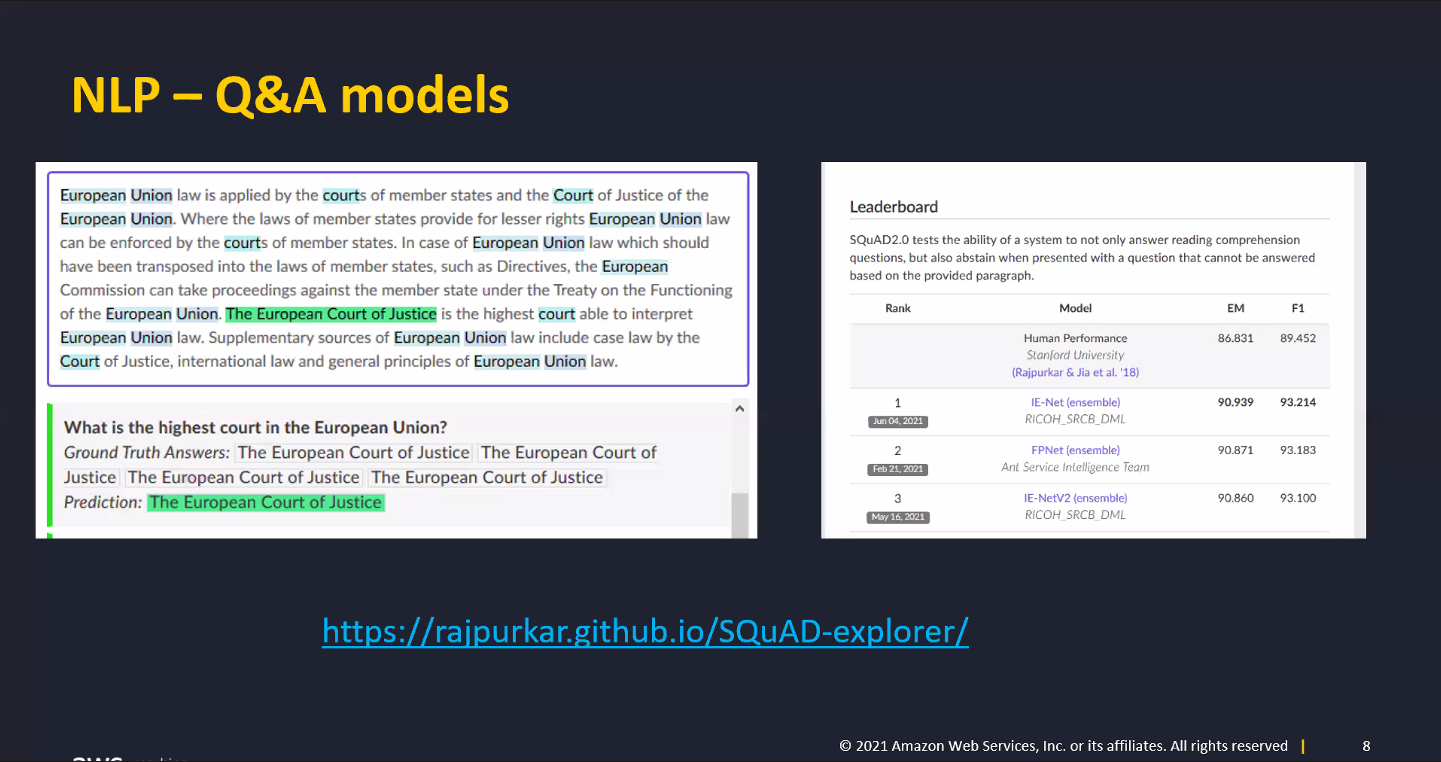 NLP – Q&A models
European Union law is applied by the courts of member states and the Court of Justice of the
European Union. Where the laws of member states provide for lesser rights European Union law
can be enforced by the courts of member states. In case of European Union law which should
have been transposed into the laws of member states, such as Directives, the European
Commission can take proceedings against the member state under the Treaty on the Functioning
of the European Union. The European Court of Justice is the highest court able to interpret
European Union law. Supplementary sources of European Union law include case law by the
Court of Justice, international law and general principles of European Union law.
What is the highest court in the European Union?
Ground Truth Answers: The European Court of Justice The European Court of
Justice The European Court of Justice The European Court of Justice
Prediction: The European Court of Justice
Leaderboard
SQuAD2.0 tests the ability of a system to not only answer reading comprehension
questions, but also abstain when presented with a question that cannot be answered
based on the provided paragraph.
Rank Model EM F1
Human Performance 86.831 89.452
Stanford University
(Rajpurkar & Jia et al. '18)
1 IE-Net (ensemble) 90.939 93.214
Jun 04, 2021 RICOH_SRCB_DML
2 FPNet (ensemble) 90.871 93.183
Feb 21, 2021 Ant Service Intelligence Team
3 IE-NetV2 (ensemble) 90.860 93.100
May 16, 2021 RICOH_SRCB_DML
https://rajpurkar.github.io/SQuAD-explorer/
© 2021 Amazon Web Services, Inc. or its affiliates. All rights reserved | 8
aws